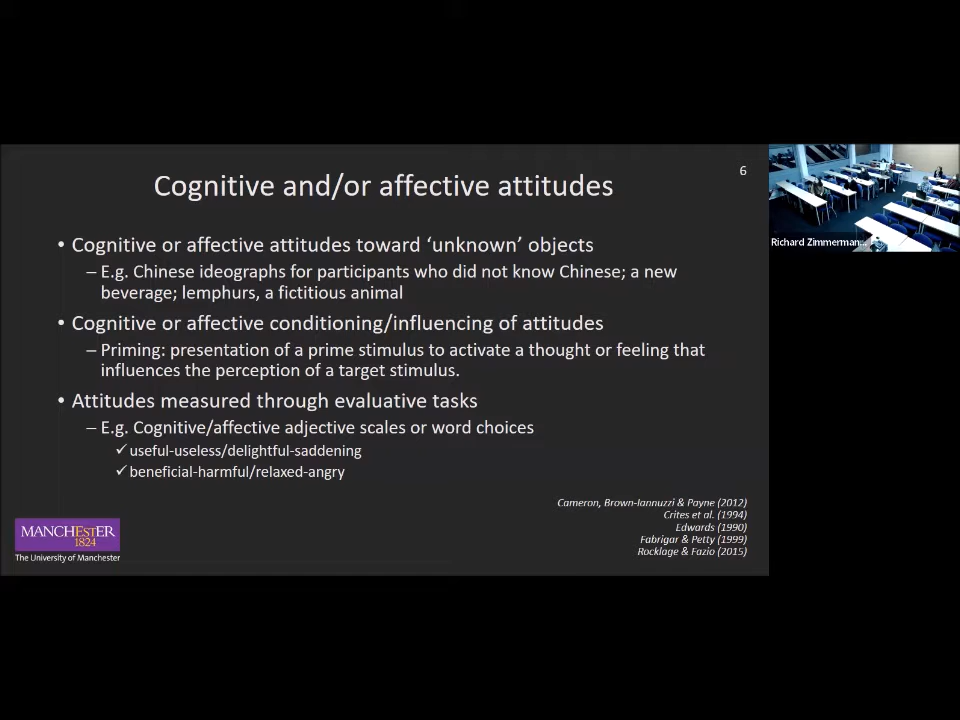 6
Cognitive and/or affective attitudes
• Cognitive or affective attitudes toward ‘unknown’ objects
– E.g. Chinese ideographs for participants who did not know Chinese; a new
beverage; lemphurs, a fictitious animal
• Cognitive or affective conditioning/influencing of attitudes
– Priming: presentation of a prime stimulus to activate a thought or feeling that
influences the perception of a target stimulus.
• Attitudes measured through evaluative tasks
– E.g. Cognitive/affective adjective scales or word choices
✓useful-useless/delightful-saddening
✓beneficial-harmful/relaxed-angry
Cameron, Brown-Iannuzzi & Payne (2012)
Crites et al. (1994)
Edwards (1990)
Fabrigar & Petty (1999)
Rocklage & Fazio (2015)
MANCHESTER
1824
The University of Manchester
Richard Zimmerman...